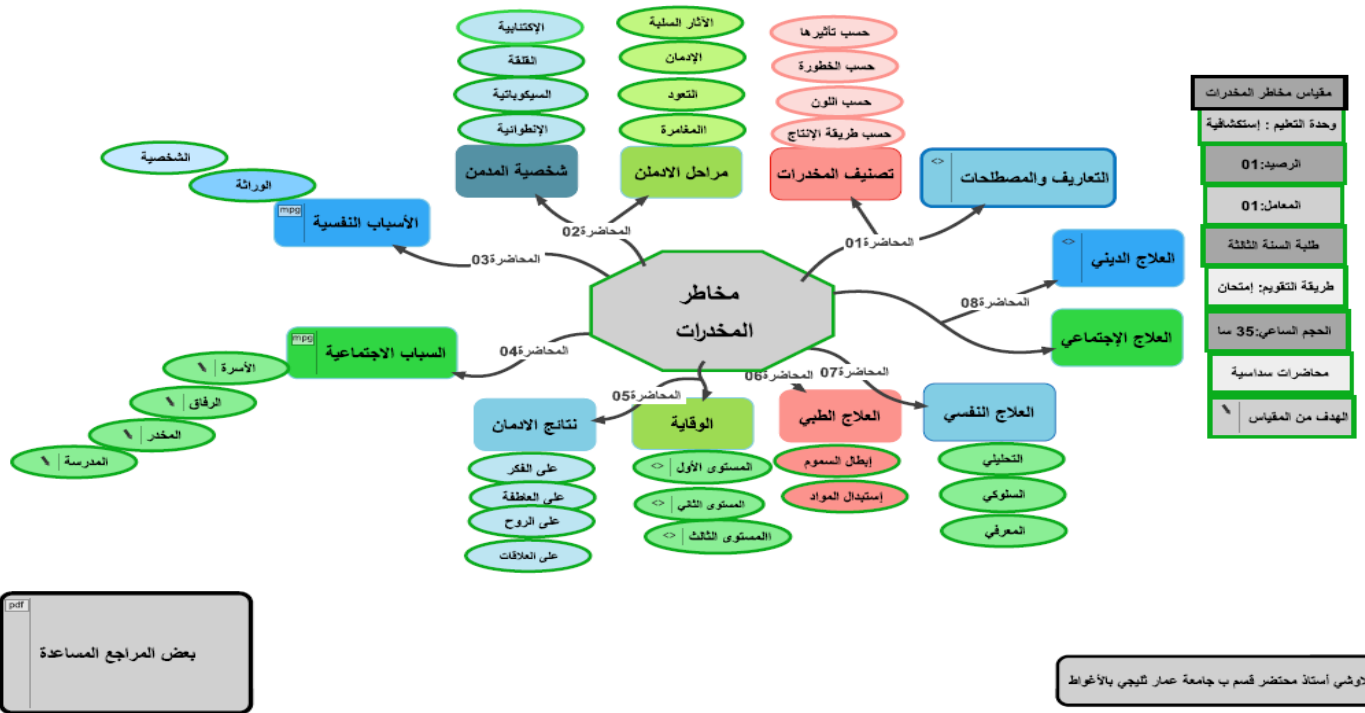 مخاطر
المخدرات
المحاضرة01
التعاريف والمصطلحات
<>
تصنيف المخدرات
حسب تأثيرها
حسب الخطورة
حسب اللون
حسب طريقة الإنتاج
المحاضرة02
مراحل الادملن
الآثار السلبة
الإدمان
التعود
اامغامرة
شخصية المدمن
الإكتنابية
القلقة
السيكوباتية
الإنطوائية
المحاضرة03
الأسباب النفسية
mpg
الشخصية
الوراثة
المحاضرة04
السباب الاجتماعية
mpg
الأسرة
الرفاق
المخدر
المدرسة
المحاضرة05
نتائج الادمان
على الفكر
على العاطفة
على الروح
على العلاقات
الوقاية
المستوى الأول <>
المستوى الثاني <>
االمستوى الثالث <>
المحاضرة06
العلاج الطبي
إبطال السموم
إستبدال المواد
المحاضرة07
العلاج النفسي
التحليلي
السلوكي
المعرفي
المحاضرة08
العلاج الديني
<>
العلاج الإجتماعي
مقياس مخاطر المخدرات
وحدة التعليم : إستكشافية
الرصيد:01
المعامل:01
طلبة السنة الثالثة
طريقة التقويم: إمتحان
الحجم الساعي:35 سا
محاضرات سداسية
الهدف من المقياس
pdf
بعض المراجع المساعدة
أستاذ محتضر قسم ب جامعة عمار ثليجي بالأغواط